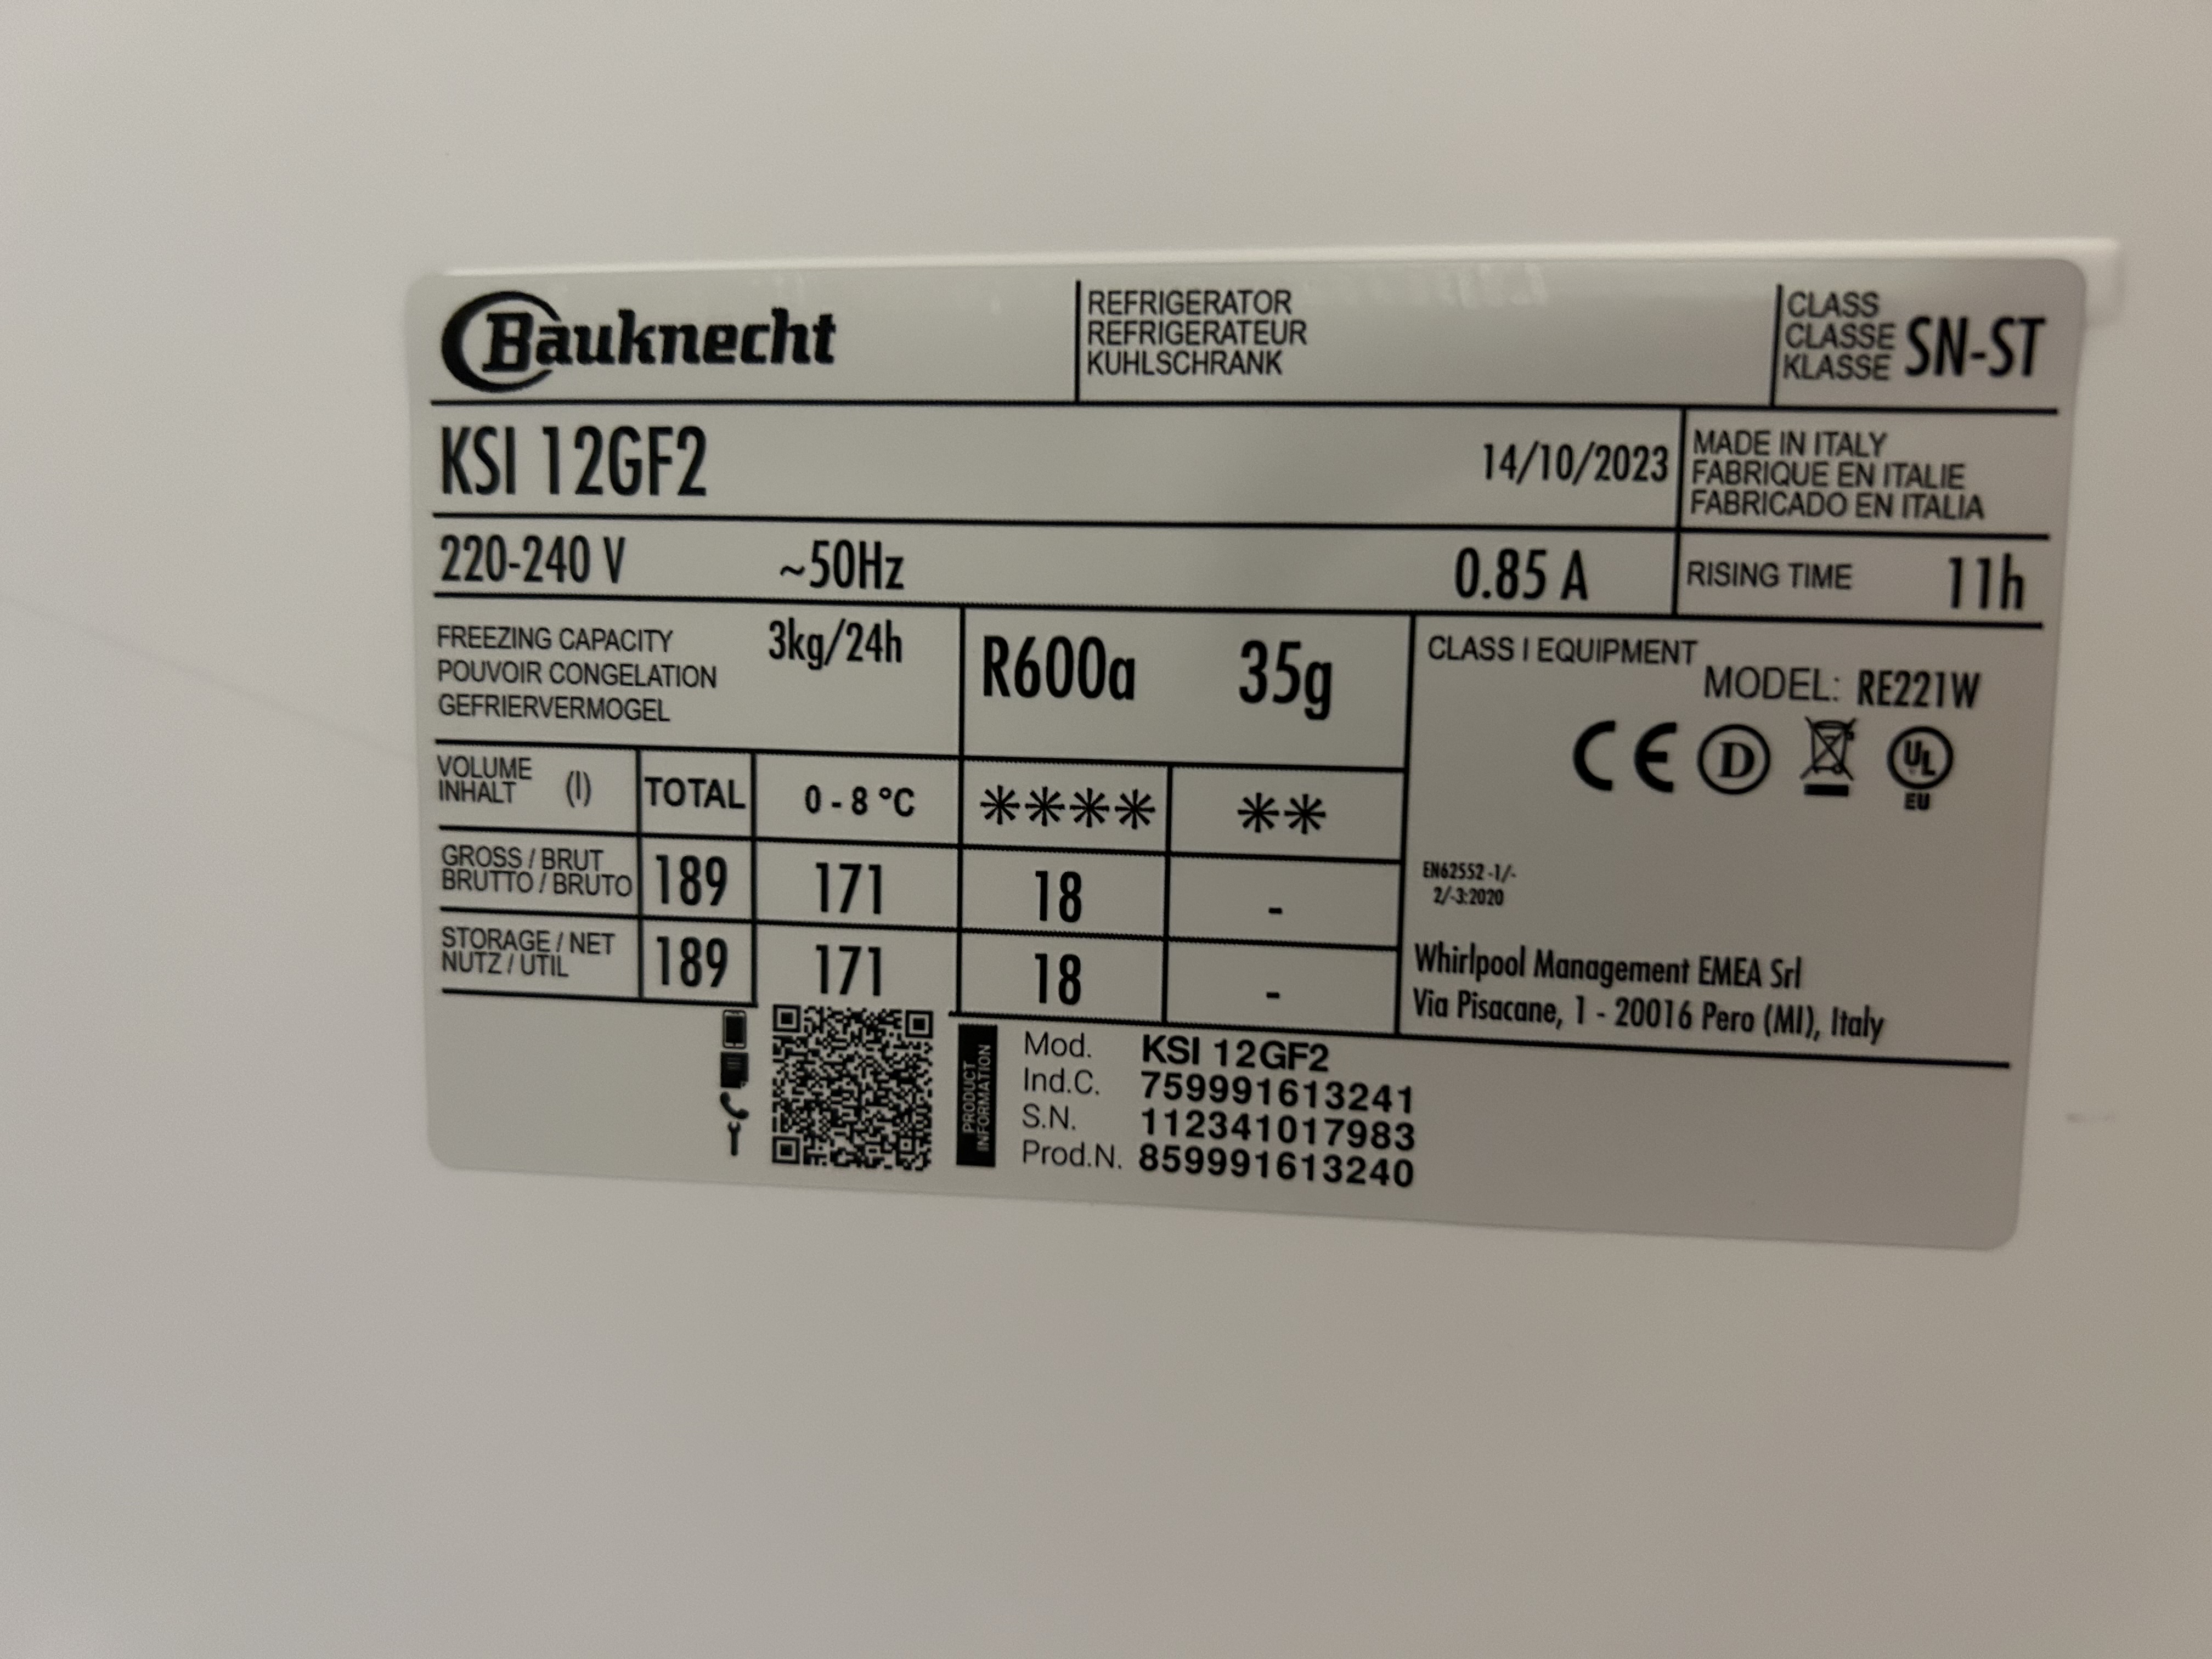 Bauknecht
REFRIGERATOR
REFRIGERATEUR
KUHLSCHRANK
CLASS
CLASSE
KLASSE
SN-ST
KSI 12GF2
14/10/2023
MADE IN ITALY
FABRIQUE EN ITALIE
FABRICADO EN ITALIA
220-240 V ~50Hz 0.85 A
RISING TIME 11h
FREEZING CAPACITY 3kg/24h
POUVOIR CONGELATION
GEFRIERVERMOGEL
R600a 35g
CLASS I EQUIPMENT
MODEL: RE221W
CE D UL
EU
VOLUME
INHALT (l)
TOTAL 0 - 8 °C **** **
GROSS / BRUT
BRUTTO / BRUTO
189 171 18 -
STORAGE / NET
NUTZ / UTIL
189 171 18 -
EN62552 -1/-
2/-3:2020
Whirlpool Management EMEA Srl
Via Pisacane, 1 - 20016 Pero (MI), Italy
PRODUCT
INFORMATION
Mod. KSI 12GF2
Ind.C. 759991613241
S.N. 112341017983
Prod.N. 859991613240